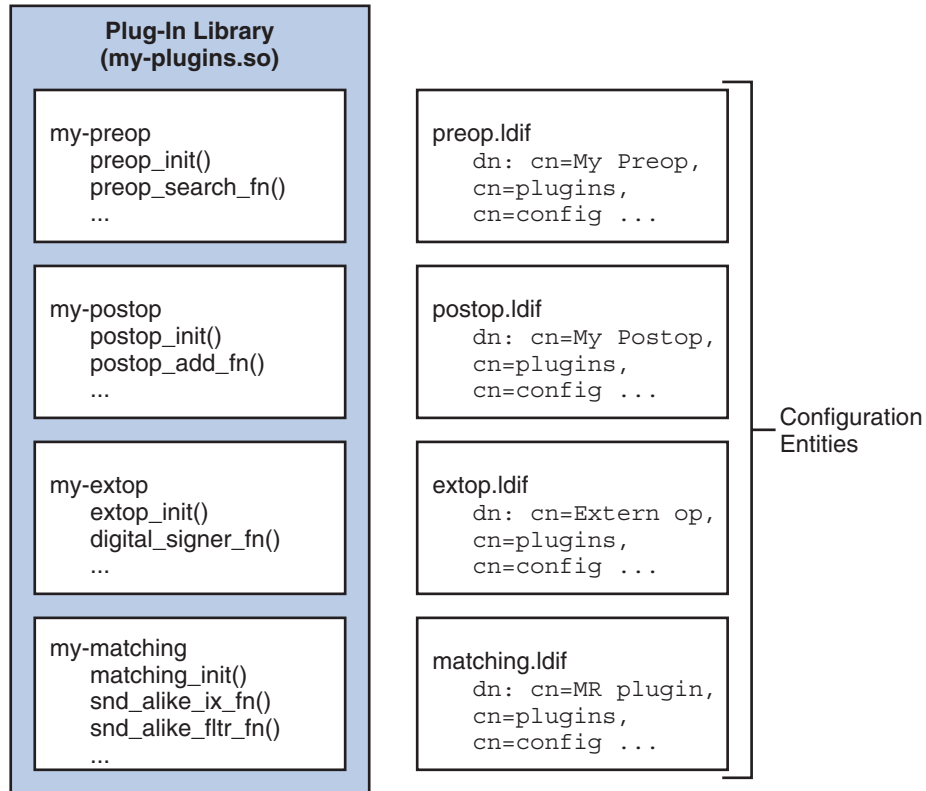 Plug-In Library
(my-plugins.so)
my-preop
preop_init()
preop_search_fn()
...
preop.ldif
dn: cn=My Preop,
cn=plugins,
cn=config ...
my-postop
postop_init()
postop_add_fn()
...
postop.ldif
dn: cn=My Postop,
cn=plugins,
cn=config ...
my-extop
extop_init()
digital_signer_fn()
...
extop.ldif
dn: cn=Extern op,
cn=plugins,
cn=config ...
my-matching
matching_init()
snd_alike_ix_fn()
snd_alike_fltr_fn()
...
matching.ldif
dn: cn=MR plugin,
cn=plugins,
cn=config ...
Configuration
Entities